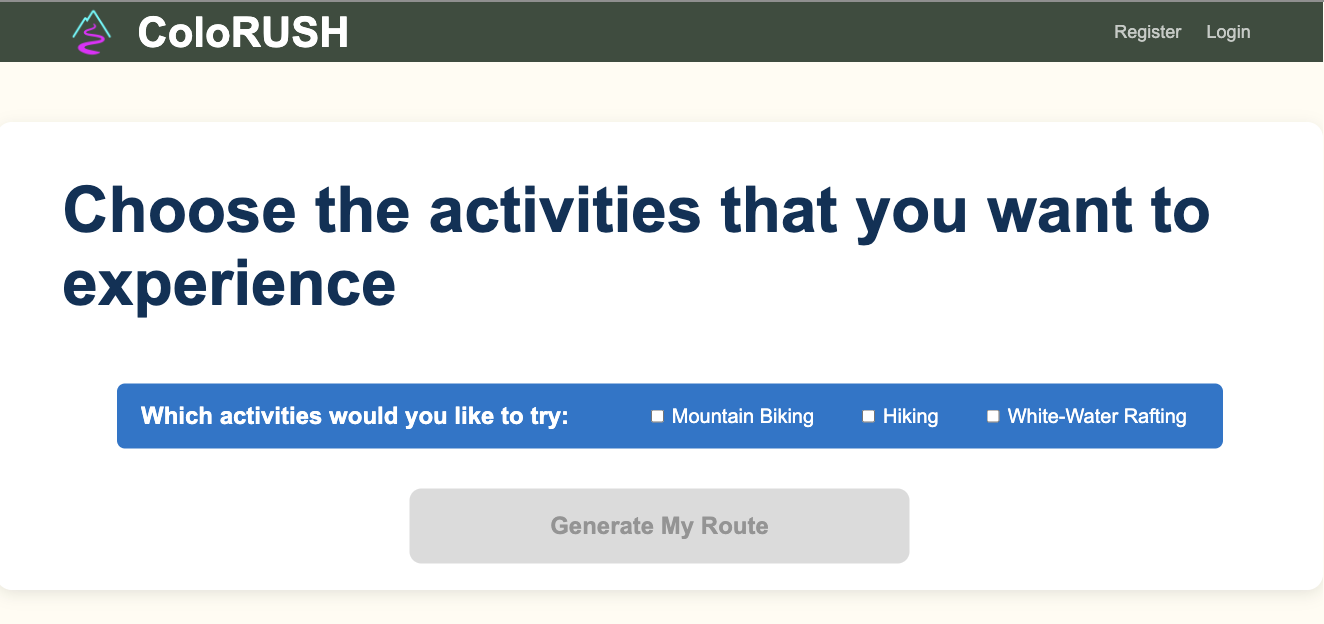 ColoRUSH
Register Login
Choose the activities that you want to
experience
Which activities would you like to try: Mountain Biking Hiking White-Water Rafting
Generate My Route